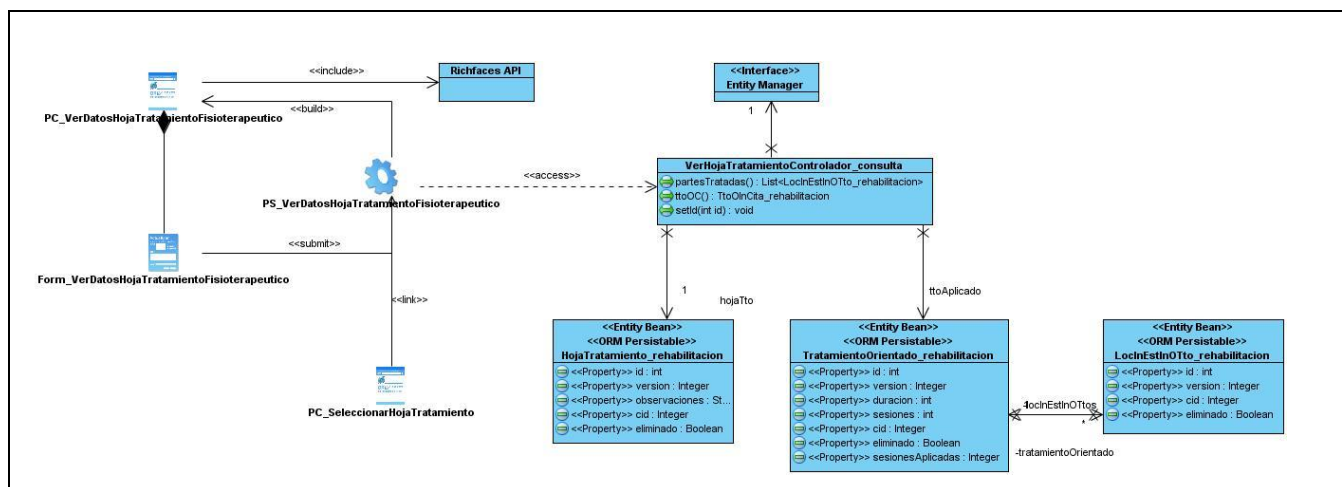 <<include>>
Richfaces API
<<Interface>>
Entity Manager
<<build>>
1
PC_VerDatosHojaTratamientoFisioterapeutico
VerHojaTratamientoControlador_consulta
partesTratadas() : List<LocInEstInOTto_rehabilitacion>
ttoOC() : TtoOInCita_rehabilitacion
setId(int id) : void
<<access>>
PS_VerDatosHojaTratamientoFisioterapeutico
<<submit>>
Form_VerDatosHojaTratamientoFisioterapeutico
<<link>>
1
hojaTto
ttoAplicado
<<Entity Bean>>
<<ORM Persistable>>
HojaTratamiento_rehabilitacion
<<Property>> id : int
<<Property>> version : Integer
<<Property>> observaciones : St...
<<Property>> cid : Integer
<<Property>> eliminado : Boolean
<<Entity Bean>>
<<ORM Persistable>>
TratamientoOrientado_rehabilitacion
<<Property>> id : int
<<Property>> version : Integer
<<Property>> duracion : int
<<Property>> sesiones : int
<<Property>> cid : Integer
<<Property>> eliminado : Boolean
<<Property>> sesionesAplicadas : Integer
<<Entity Bean>>
<<ORM Persistable>>
LocInEstInOTto_rehabilitacion
<<Property>> id : int
<<Property>> version : Integer
<<Property>> cid : Integer
<<Property>> eliminado : Boolean
locInEstInOTtos
*
-tratamientoOrientado
PC_SeleccionarHojaTratamiento